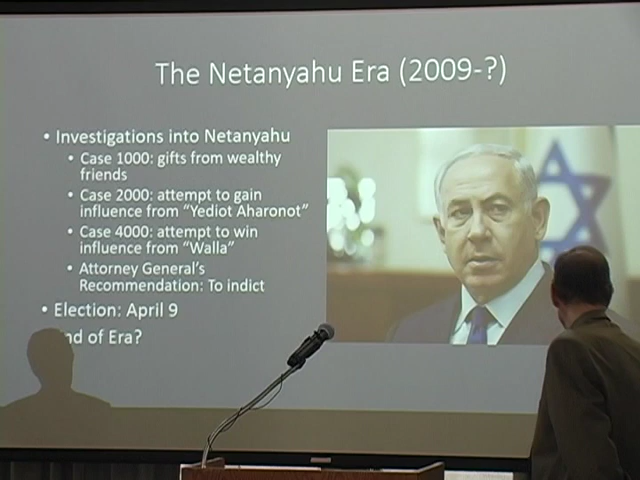 The Netanyahu Era (2009-?)
• Investigations into Netanyahu
• Case 1000: gifts from wealthy
friends
• Case 2000: attempt to gain
influence from “Yediot Aharonot”
• Case 4000: attempt to win
influence from “Walla”
• Attorney General’s
Recommendation: To indict
• Election: April 9
nd of Era?